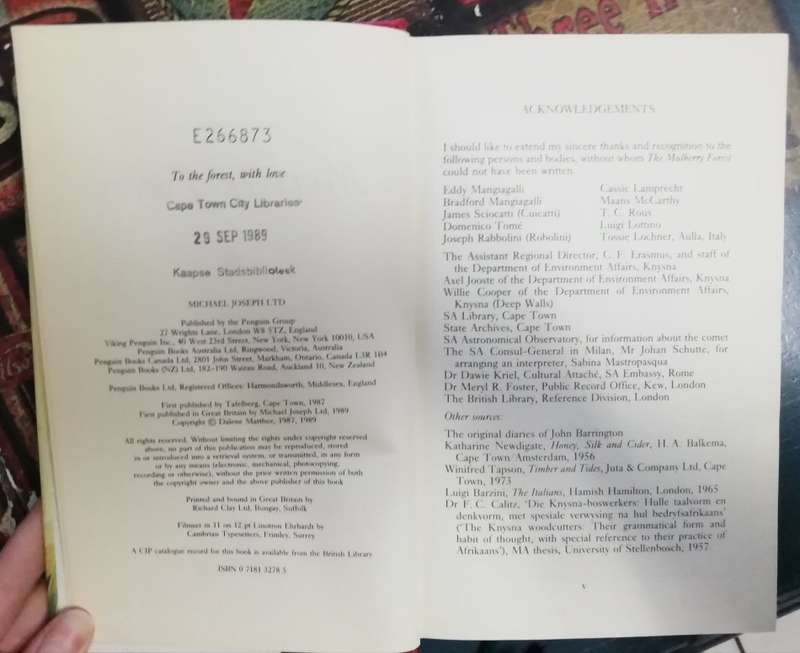 Three
E266873
To the forest, with love
Cape Town City Libraries
29 SEP 1989
Kaapse Stadsbiblioteek
MICHAEL JOSEPH LTD
Published by the Penguin Group
27 Wrights Lane, London W8 5TZ, England
Viking Penguin Inc., 40 West 23rd Street, New York, New York 10010, USA
Penguin Books Australia Ltd, Ringwood, Victoria, Australia
Penguin Books Canada Ltd, 2801 John Street, Markham, Ontario, Canada L3R 1B4
Penguin Books (NZ) Ltd, 182-190 Wairau Road, Auckland 10, New Zealand
Penguin Books Ltd, Registered Offices: Harmondsworth, Middlesex, England
First published by Tafelberg, Cape Town, 1987
First published in Great Britain by Michael Joseph Ltd, 1989
Copyright © Dalene Matthee, 1987, 1989
All rights reserved. Without limiting the rights under copyright reserved
above, no part of this publication may be reproduced, stored
in or introduced into a retrieval system, or transmitted, in any form
or by any means (electronic, mechanical, photocopying,
recording or otherwise), without the prior written permission of both
the copyright owner and the above publisher of this book
Printed and bound in Great Britain by
Richard Clay Ltd, Bungay, Suffolk
Filmset in 11 on 12 pt Linotron Ehrhardt by
Cambrian Typesetters, Frimley, Surrey
A CIP catalogue record for this book is available from the British Library
ISBN 0 7181 3278 5
ACKNOWLEDGEMENTS
I should like to extend my sincere thanks and recognition to the
following persons and bodies, without whom The Mulberry Forest
could not have been written.
Eddy Mangiagalli Cassie Lamprecht
Bradford Mangiagalli Maans McCarthy
James Sciocatti (Cuicatti) T. C. Rous
Domenico Tomé Luigi Lottino
Joseph Rabbolini (Robolini) Tossie Lochner, Aulla, Italy
The Assistant Regional Director, C. F. Erasmus, and staff of
the Department of Environment Affairs, Knysna
Axel Jooste of the Department of Environment Affairs, Knysna
Willie Cooper of the Department of Environment Affairs,
Knysna (Deep Walls)
SA Library, Cape Town
State Archives, Cape Town
SA Astronomical Observatory, for information about the comet
The SA Consul-General in Milan, Mr Johan Schutte, for
arranging an interpreter, Sabina Mastropasqua
Dr Dawie Kriel, Cultural Attaché, SA Embassy, Rome
Dr Meryl R. Foster, Public Record Office, Kew, London
The British Library, Reference Division, London
Other sources:
The original diaries of John Barrington
Katharine Newdigate, Honey, Silk and Cider, H. A. Balkema,
Cape Town Amsterdam, 1956
Winifred Tapson, Timber and Tides, Juta & Company Ltd, Cape
Town, 1973
Luigi Barzini, The Italians, Hamish Hamilton, London, 1965
Dr F. C. Calitz, 'Die Knysna-boswerkers: Hulle taalvorm en
denkvorm, met spesiale verwysing na hul bedryfsafrikaans'
('The Knysna woodcutters: Their grammatical form and
habit of thought, with special reference to their practice of
Afrikaans'), MA thesis, University of Stellenbosch, 1957
v